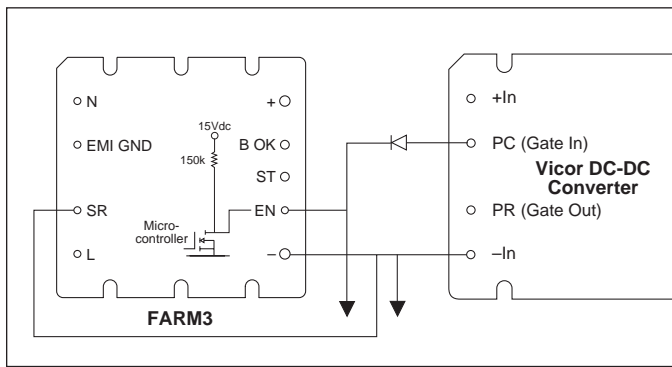 N
EMI GND
SR
L
15Vdc
150k
Micro-
controller
+
B OK
ST
EN
–
FARM3
+In
PC (Gate In)
Vicor DC-DC
Converter
PR (Gate Out)
–In